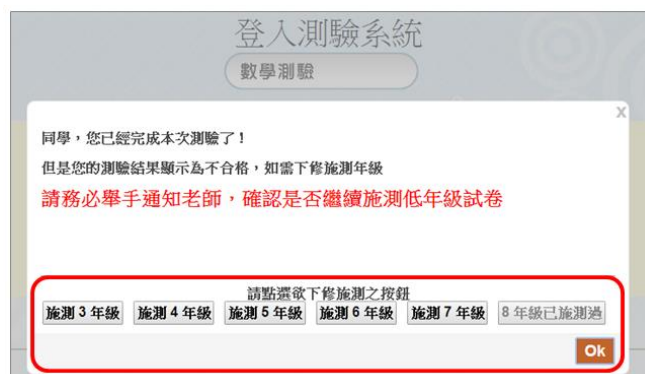 登入測驗系統
數學測驗
x
同學，您已經完成本次測驗了！
但是您的測驗結果顯示為不合格，如需下修施測年級
請務必舉手通知老師，確認是否繼續施測低年級試卷
請點選欲下修施測之按鈕
施測 3 年級 施測 4 年級 施測 5 年級 施測 6 年級 施測 7 年級 8 年級已施測過
Ok